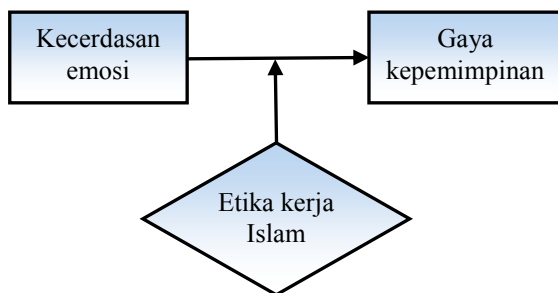 Kecerdasan
emosi
Gaya
kepemimpinan
Etika kerja
Islam